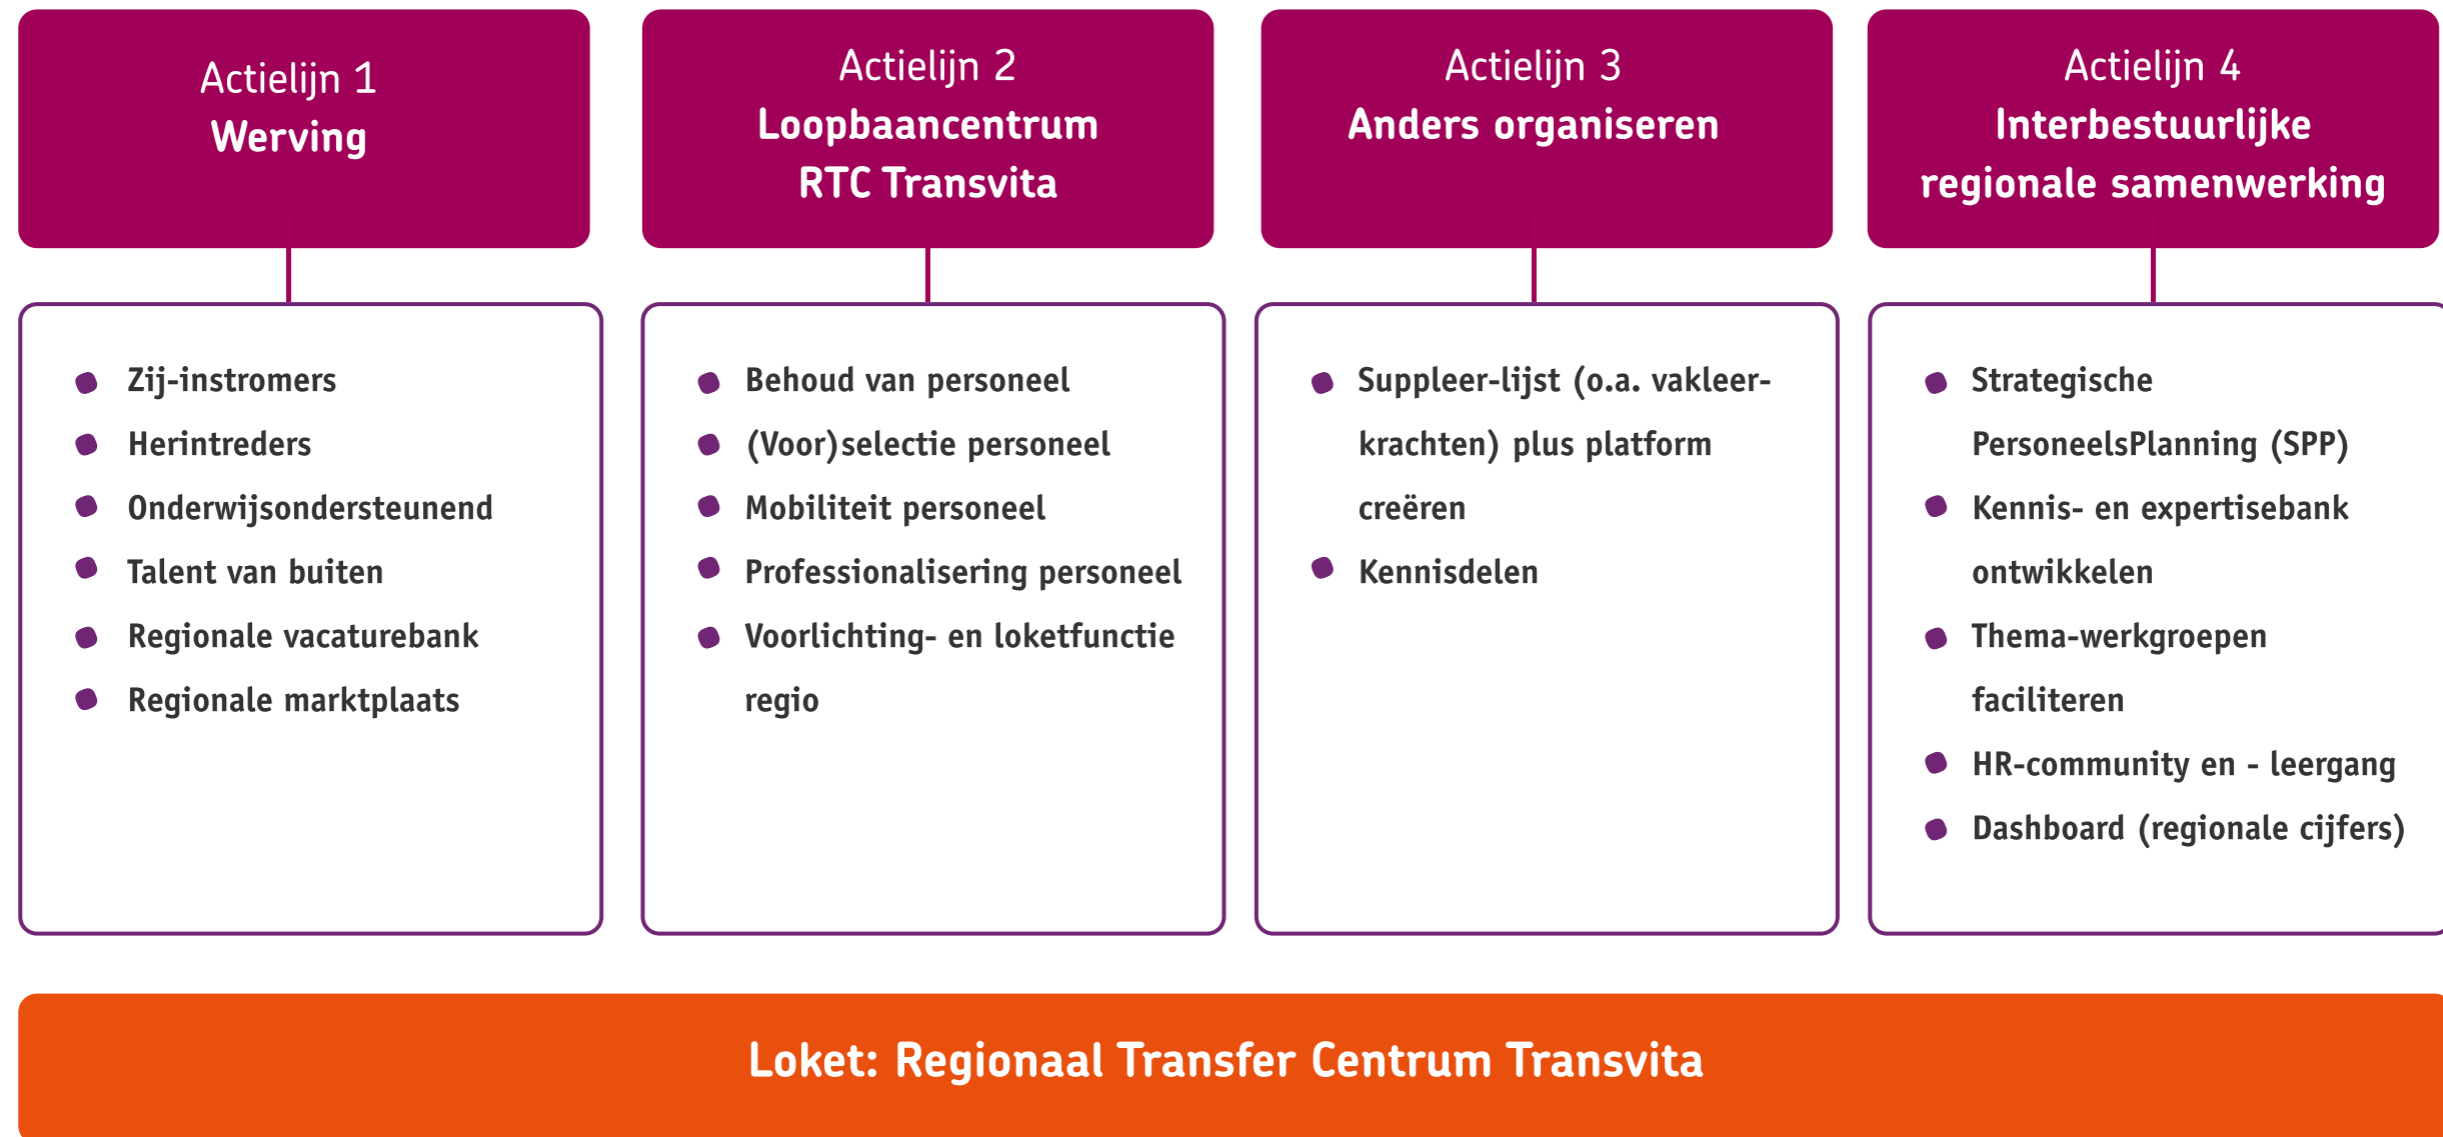 Actielijn 1
Werving
Actielijn 2
Loopbaancentrum
RTC Transvita
Actielijn 3
Anders organiseren
Actielijn 4
Interbestuurlijke
regionale samenwerking
Zij-instromers
Herintreders
Onderwijsondersteunend
Talent van buiten
Regionale vacaturebank
Regionale marktplaats
Behoud van personeel
(Voor)selectie personeel
Mobiliteit personeel
Professionalisering personeel
Voorlichting- en loketfunctie
regio
Suppleer-lijst (o.a. vakleer-
krachten) plus platform
creëren
Kennisdelen
Strategische
PersoneelsPlanning (SPP)
Kennis- en expertisebank
ontwikkelen
Thema-werkgroepen
faciliteren
HR-community en - leergang
Dashboard (regionale cijfers)
Loket: Regionaal Transfer Centrum Transvita